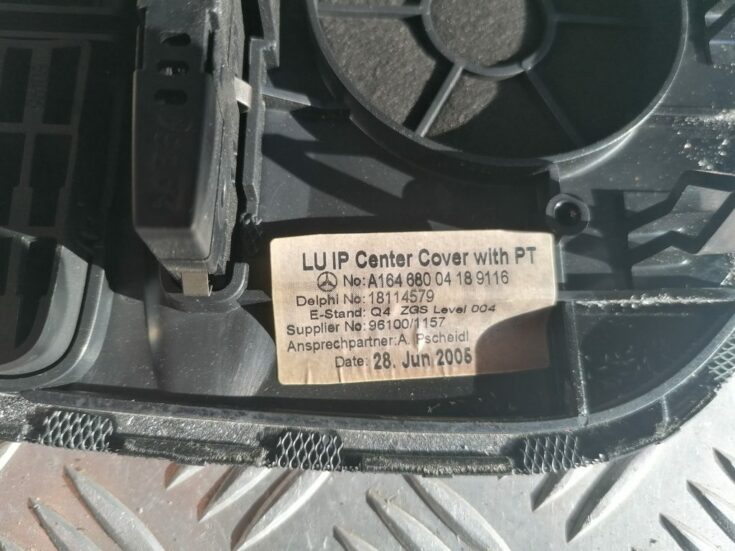 LU IP Center Cover with PT
No: A164 680 04 18 9116
Delphi No: 18114579
E-Stand: Q4 ZGS Level 004
Supplier No: 96100/1157
Ansprechpartner: A. Pscheidl
Date: 28. Jun 2005